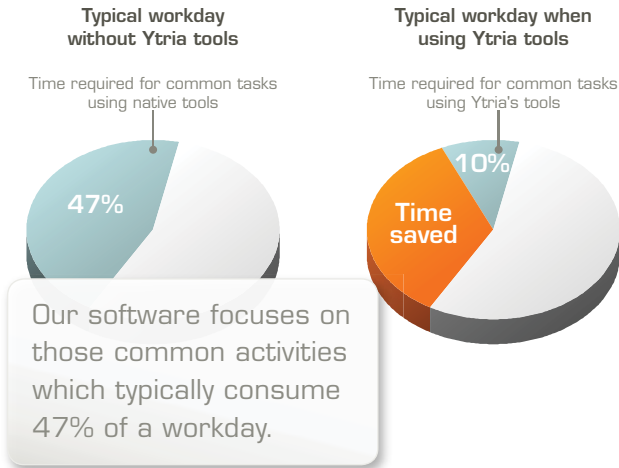 Typical workday
without Ytria tools
Time required for common tasks
using native tools
47%
Typical workday when
using Ytria tools
Time required for common tasks
using Ytria's tools
10%
Time
saved
Our software focuses on
those common activities
which typically consume
47% of a workday.